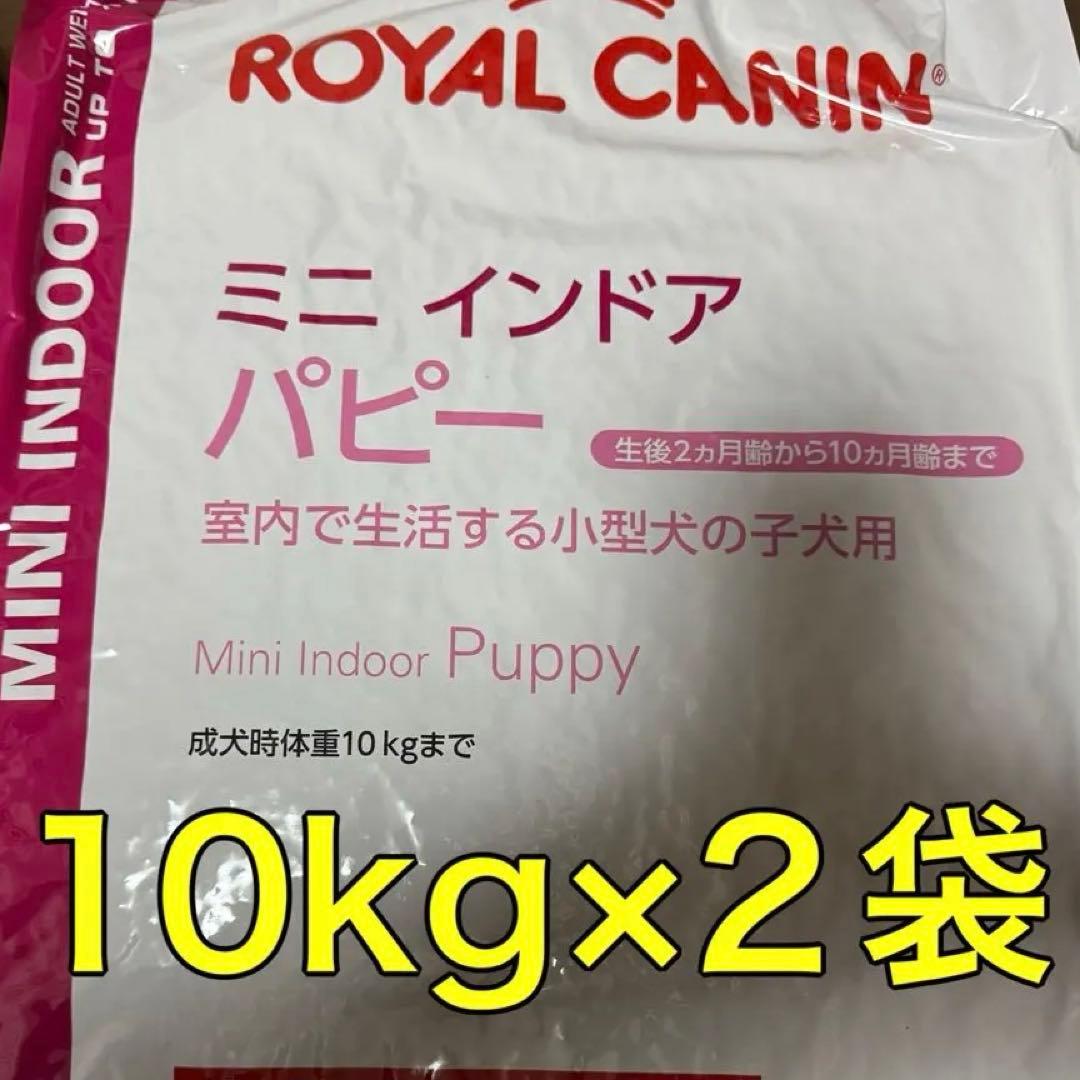 ROYAL CANIN®
MINI INDOOR
ADULT
UP TO
ミニ インドア
パピー
生後2ヵ月齢から10ヵ月齢まで
室内で生活する小型犬の子犬用
Mini Indoor Puppy
成犬時体重10kgまで
10kg×2袋